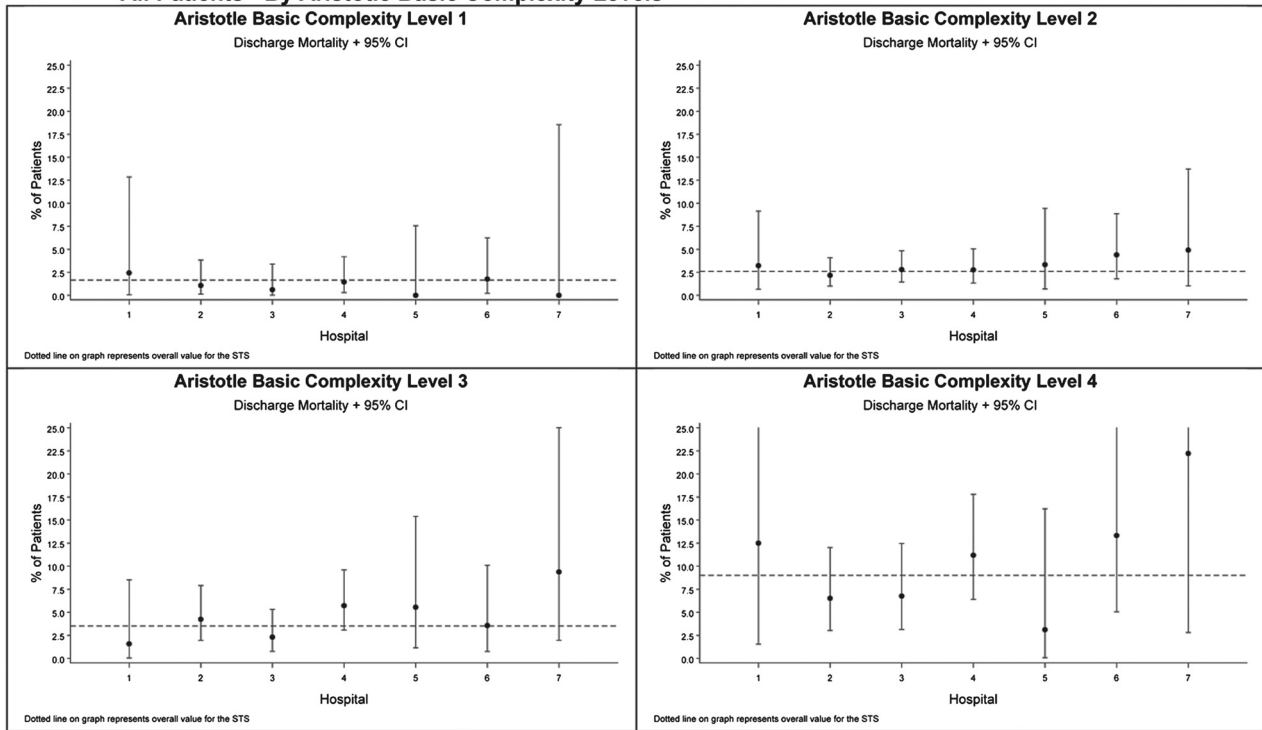 All Patients - By Aristotle Basic Complexity Levels
Aristotle Basic Complexity Level 1
Discharge Mortality + 95% CI
25.0
22.5
20.0
17.5
15.0
12.5
10.0
7.5
5.0
2.5
0.0
% of Patients
1 2 3 4 5 6 7
Hospital
Dotted line on graph represents overall value for the STS
Aristotle Basic Complexity Level 2
Discharge Mortality + 95% CI
25.0
22.5
20.0
17.5
15.0
12.5
10.0
7.5
5.0
2.5
0.0
% of Patients
1 2 3 4 5 6 7
Hospital
Dotted line on graph represents overall value for the STS
Aristotle Basic Complexity Level 3
Discharge Mortality + 95% CI
25.0
22.5
20.0
17.5
15.0
12.5
10.0
7.5
5.0
2.5
0.0
% of Patients
1 2 3 4 5 6 7
Hospital
Dotted line on graph represents overall value for the STS
Aristotle Basic Complexity Level 4
Discharge Mortality + 95% CI
25.0
22.5
20.0
17.5
15.0
12.5
10.0
7.5
5.0
2.5
0.0
% of Patients
1 2 3 4 5 6 7
Hospital
Dotted line on graph represents overall value for the STS